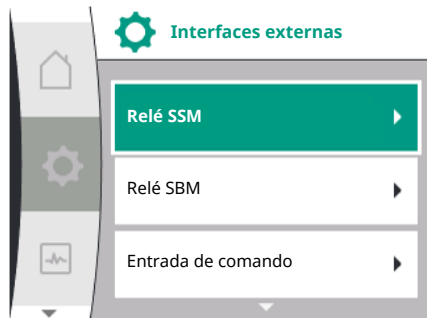 Interfaces externas
Relé SSM
Relé SBM
Entrada de comando